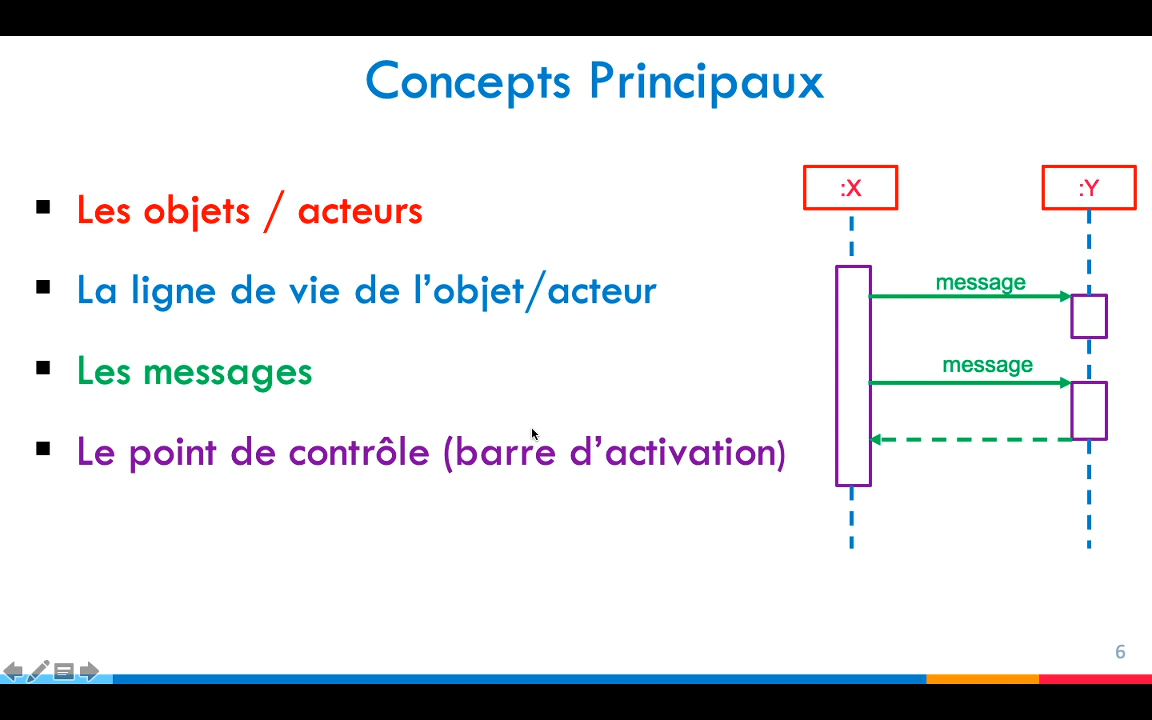 Concepts Principaux
Les objets / acteurs
La ligne de vie de l’objet/acteur
Les messages
Le point de contrôle (barre d’activation)
:X
:Y
message
message
6